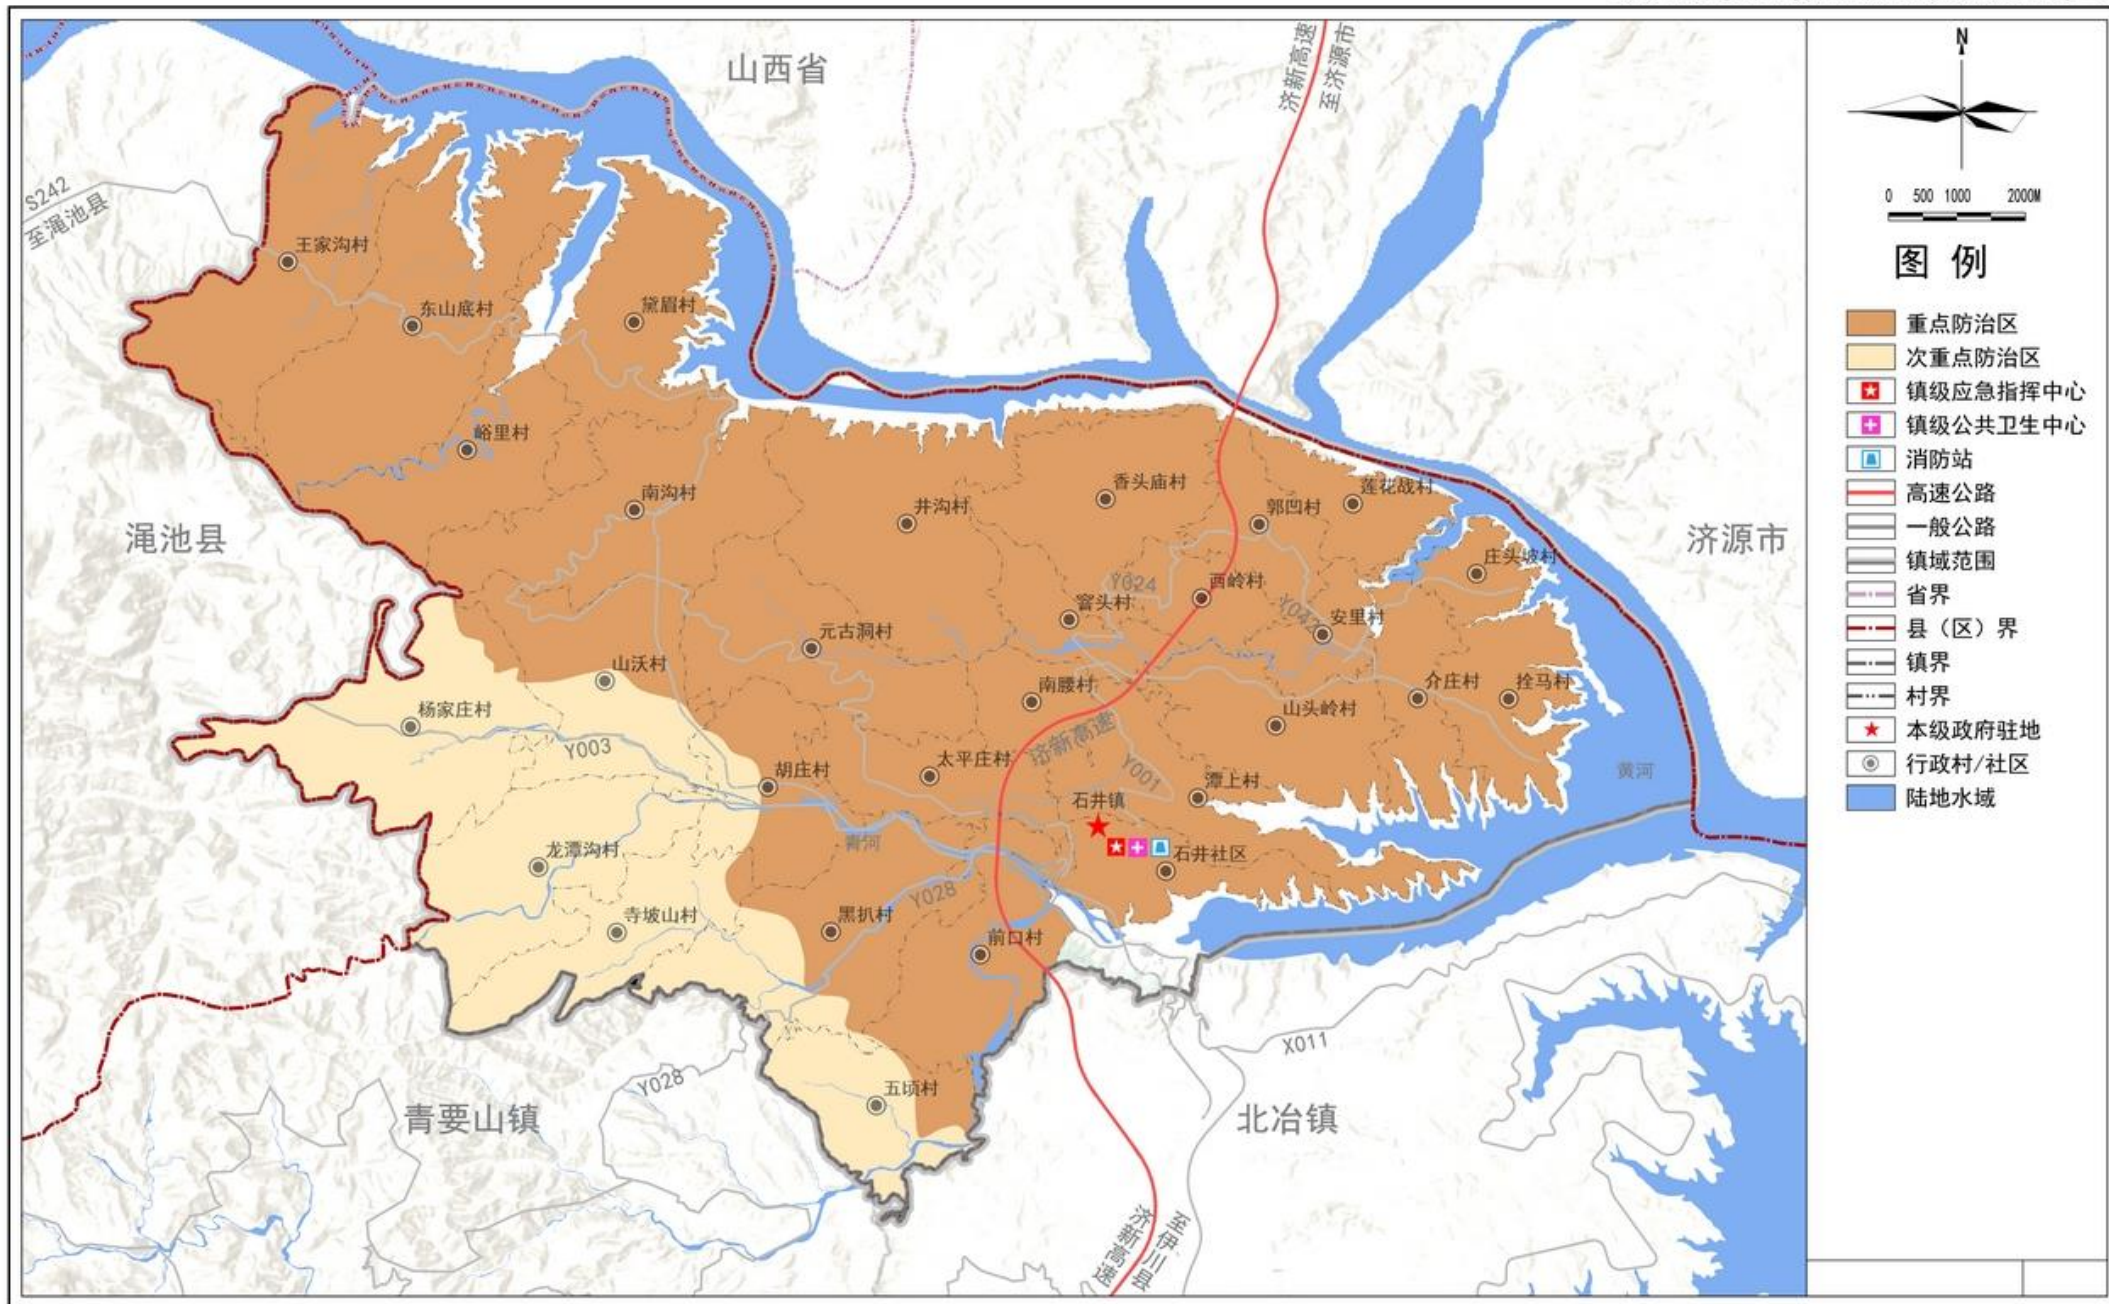 山西省
济新高速
至济源市
S242
至渑池县
王家沟村
东山底村
黛眉村
峪里村
南沟村
井沟村
香头庙村
莲花战村
郭凹村
渑池县
济源市
庄头坡村
Y024
西岭村
窨头村
Y042
安里村
元古洞村
山沃村
南腰村
介庄村
拴马村
杨家庄村
山头岭村
Y003
济新高速
太平庄村
胡庄村
Y001
潭上村
黄河
石井镇
青河
龙潭沟村
石井社区
Y028
寺坡山村
黑扒村
前口村
X011
Y028
五顷村
青要山镇
北冶镇
济新高速
至伊川县
N
0 500 1000 2000M
图 例
重点防治区
次重点防治区
镇级应急指挥中心
镇级公共卫生中心
消防站
高速公路
一般公路
镇域范围
省界
县（区）界
镇界
村界
本级政府驻地
行政村/社区
陆地水域